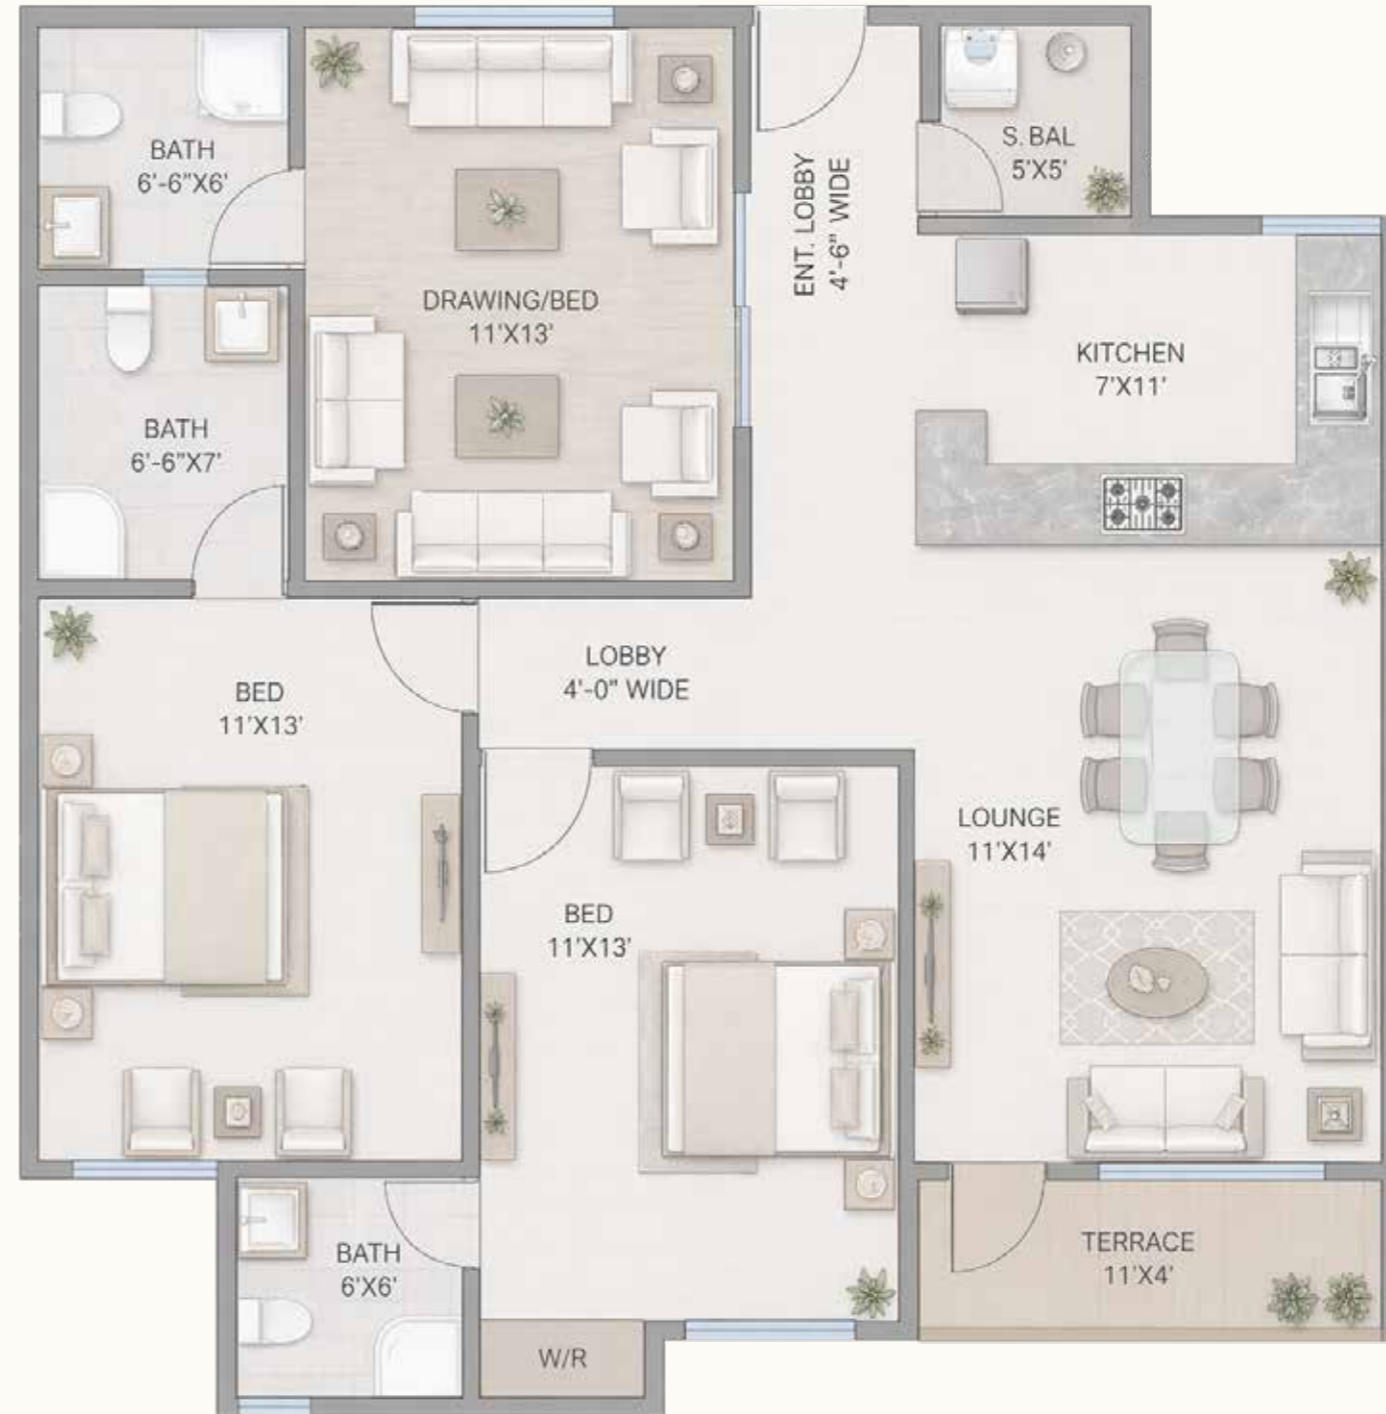 BATH
6'-6"X6'
DRAWING/BED
11'X13'
ENT. LOBBY
4'-6" WIDE
S. BAL
5'X5'
KITCHEN
7'X11'
BATH
6'-6"X7'
LOBBY
4'-0" WIDE
BED
11'X13'
BED
11'X13'
LOUNGE
11'X14'
BATH
6'X6'
TERRACE
11'X4'
W/R